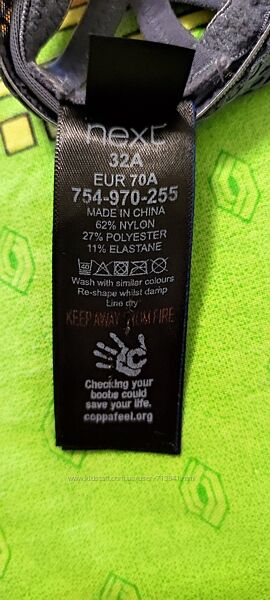 next
32A
EUR 70A
754-970-255
MADE IN CHINA
62% NYLON
27% POLYESTER
11% ELASTANE
Wash with similar colours
Re-shape whilst damp
Line dry
KEEP AWAY FROM FIRE
Checking your
boobs could
save your life.
coppafeel.org